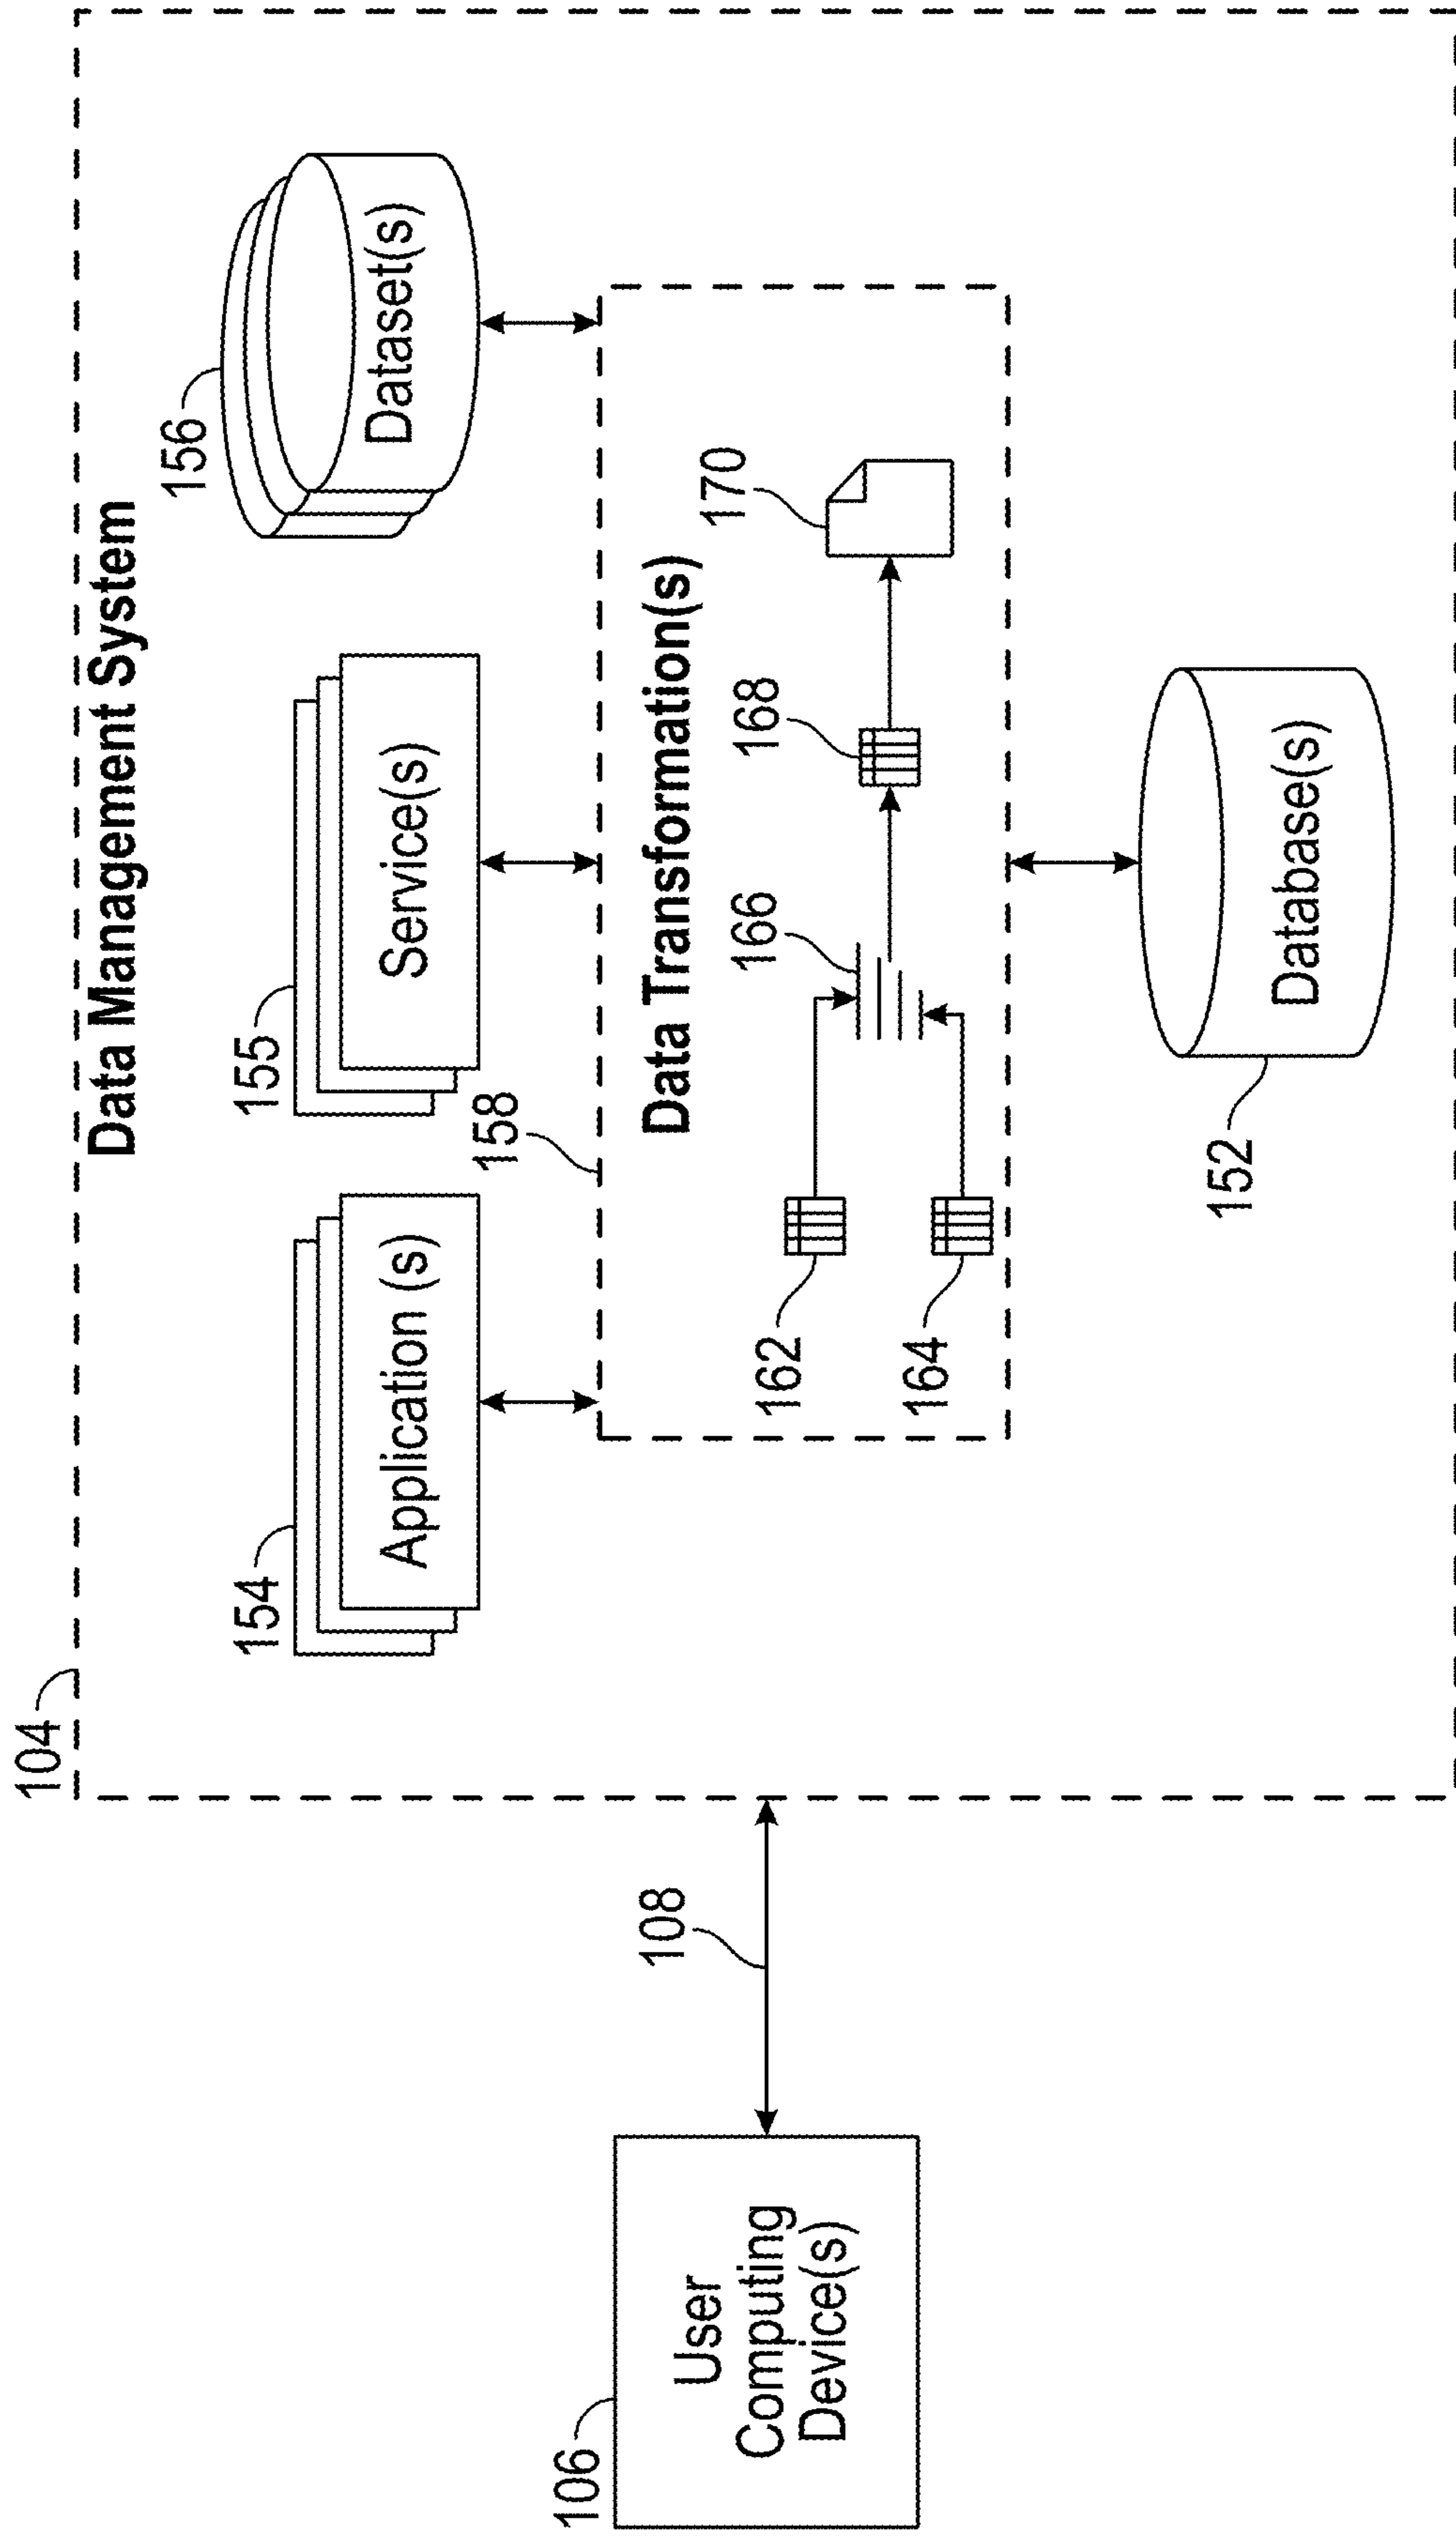 104
Data Management System
154
Application (s)
155
Service(s)
156
Dataset(s)
158
Data Transformation(s)
162
164
166
168
170
152
Database(s)
108
106
User
Computing
Device(s)